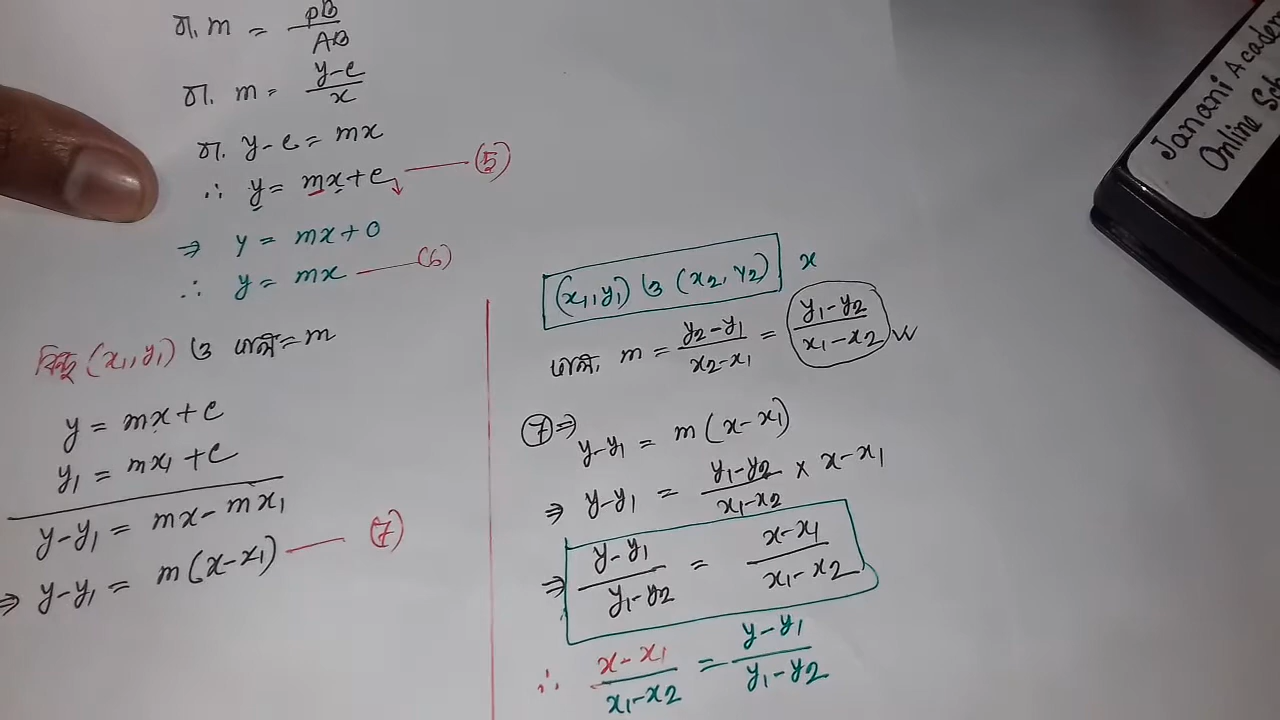 বা, m = PB/AB
বা, m = y-c/x
বা, y-c = mx
∴ y = mx+c —— (5)
⇒ y = mx+0
∴ y = mx —— (6)
বিন্দু (x₁,y₁) ও ঢাল = m
y = mx+c
y₁ = mx₁+c
y-y₁ = mx-mx₁
⇒ y-y₁ = m(x-x₁) —— (7)
(x₁,y₁) ও (x₂,y₂) x
ঢাল, m = y₂-y₁/x₂-x₁ = y₁-y₂/x₁-x₂
(7)⇒
y-y₁ = m(x-x₁)
⇒ y-y₁ = y₁-y₂/x₁-x₂ × x-x₁
⇒ y-y₁/y₁-y₂ = x-x₁/x₁-x₂
∴ x-x₁/x₁-x₂ = y-y₁/y₁-y₂
Janani
Online